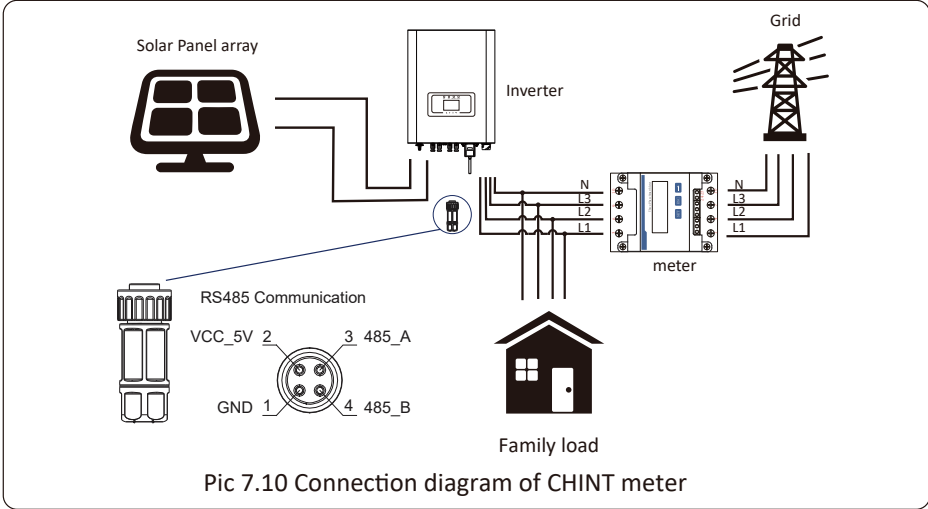 Solar Panel array
Inverter
Grid
N
L3
L2
L1
N
L3
L2
L1
meter
RS485 Communication
VCC_5V 2
3 485_A
GND 1
4 485_B
Family load
Pic 7.10 Connection diagram of CHINT meter